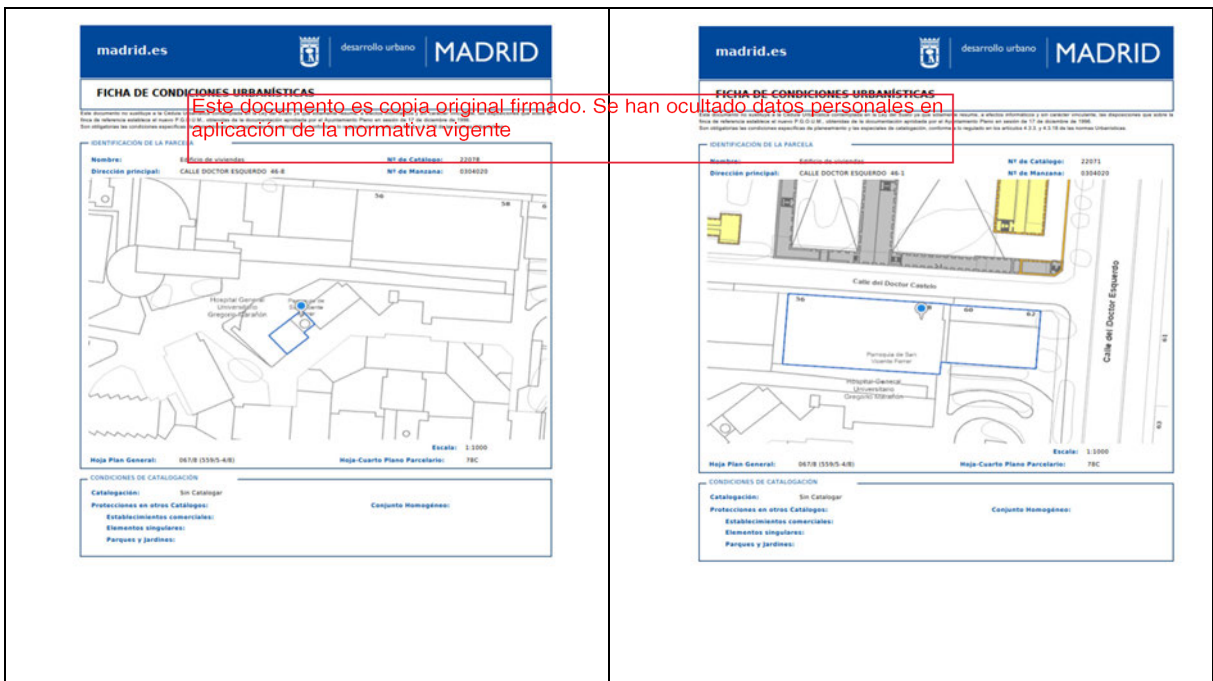 madrid.es
desarrollo urbano
MADRID
FICHA DE CONDICIONES URBANÍSTICAS
Este documento es copia original firmado. Se han ocultado datos personales en
aplicación de la normativa vigente
IDENTIFICACIÓN DE LA PARCELA
Nombre: Edificio de viviendas Nº de Catálogo: 22078
Dirección principal: CALLE DOCTOR ESQUERDO 46-8 Nº de Manzana: 0304020
56
58
Hospital General
Universitario
Gregorio Marañón
Escala: 1:1000
Hoja Plan General: 067/8 (559/5-4/8) Hoja-Cuarto Plano Parcelario: 78C
CONDICIONES DE CATALOGACIÓN
Catalogación: Sin Catalogar
Protecciones en otros Catálogos: Conjunto Homogéneo:
Establecimientos comerciales:
Elementos singulares:
Parques y Jardines:
madrid.es
desarrollo urbano
MADRID
FICHA DE CONDICIONES URBANÍSTICAS
IDENTIFICACIÓN DE LA PARCELA
Nombre: Edificio de viviendas Nº de Catálogo: 22071
Dirección principal: CALLE DOCTOR ESQUERDO 46-1 Nº de Manzana: 0304020
Calle del Doctor Castelo
Calle del Doctor Esquerdo
56
60
62
Parroquia de San
Vicente Ferrer
Hospital General
Universitario
Gregorio Marañón
Escala: 1:1000
Hoja Plan General: 067/8 (559/5-4/8) Hoja-Cuarto Plano Parcelario: 78C
CONDICIONES DE CATALOGACIÓN
Catalogación: Sin Catalogar
Protecciones en otros Catálogos: Conjunto Homogéneo:
Establecimientos comerciales:
Elementos singulares:
Parques y Jardines: